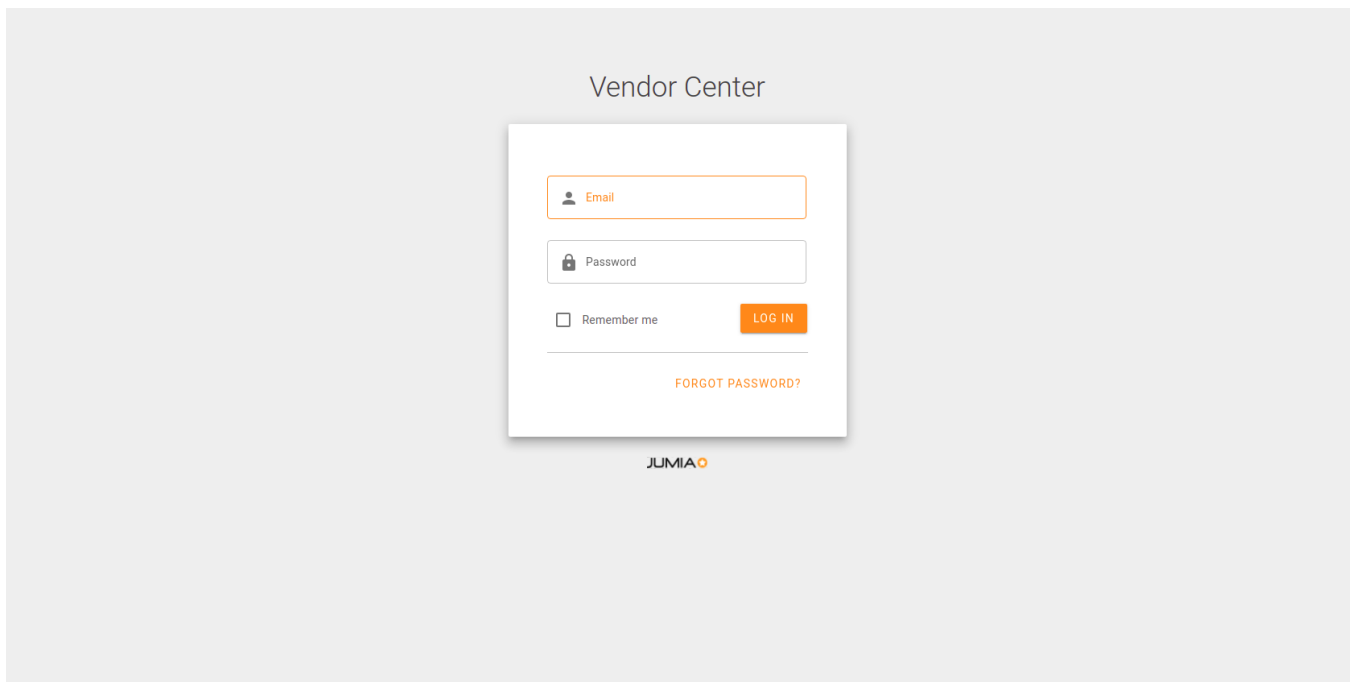 Vendor Center
Email
Password
Remember me
LOG IN
FORGOT PASSWORD?
JUMIA